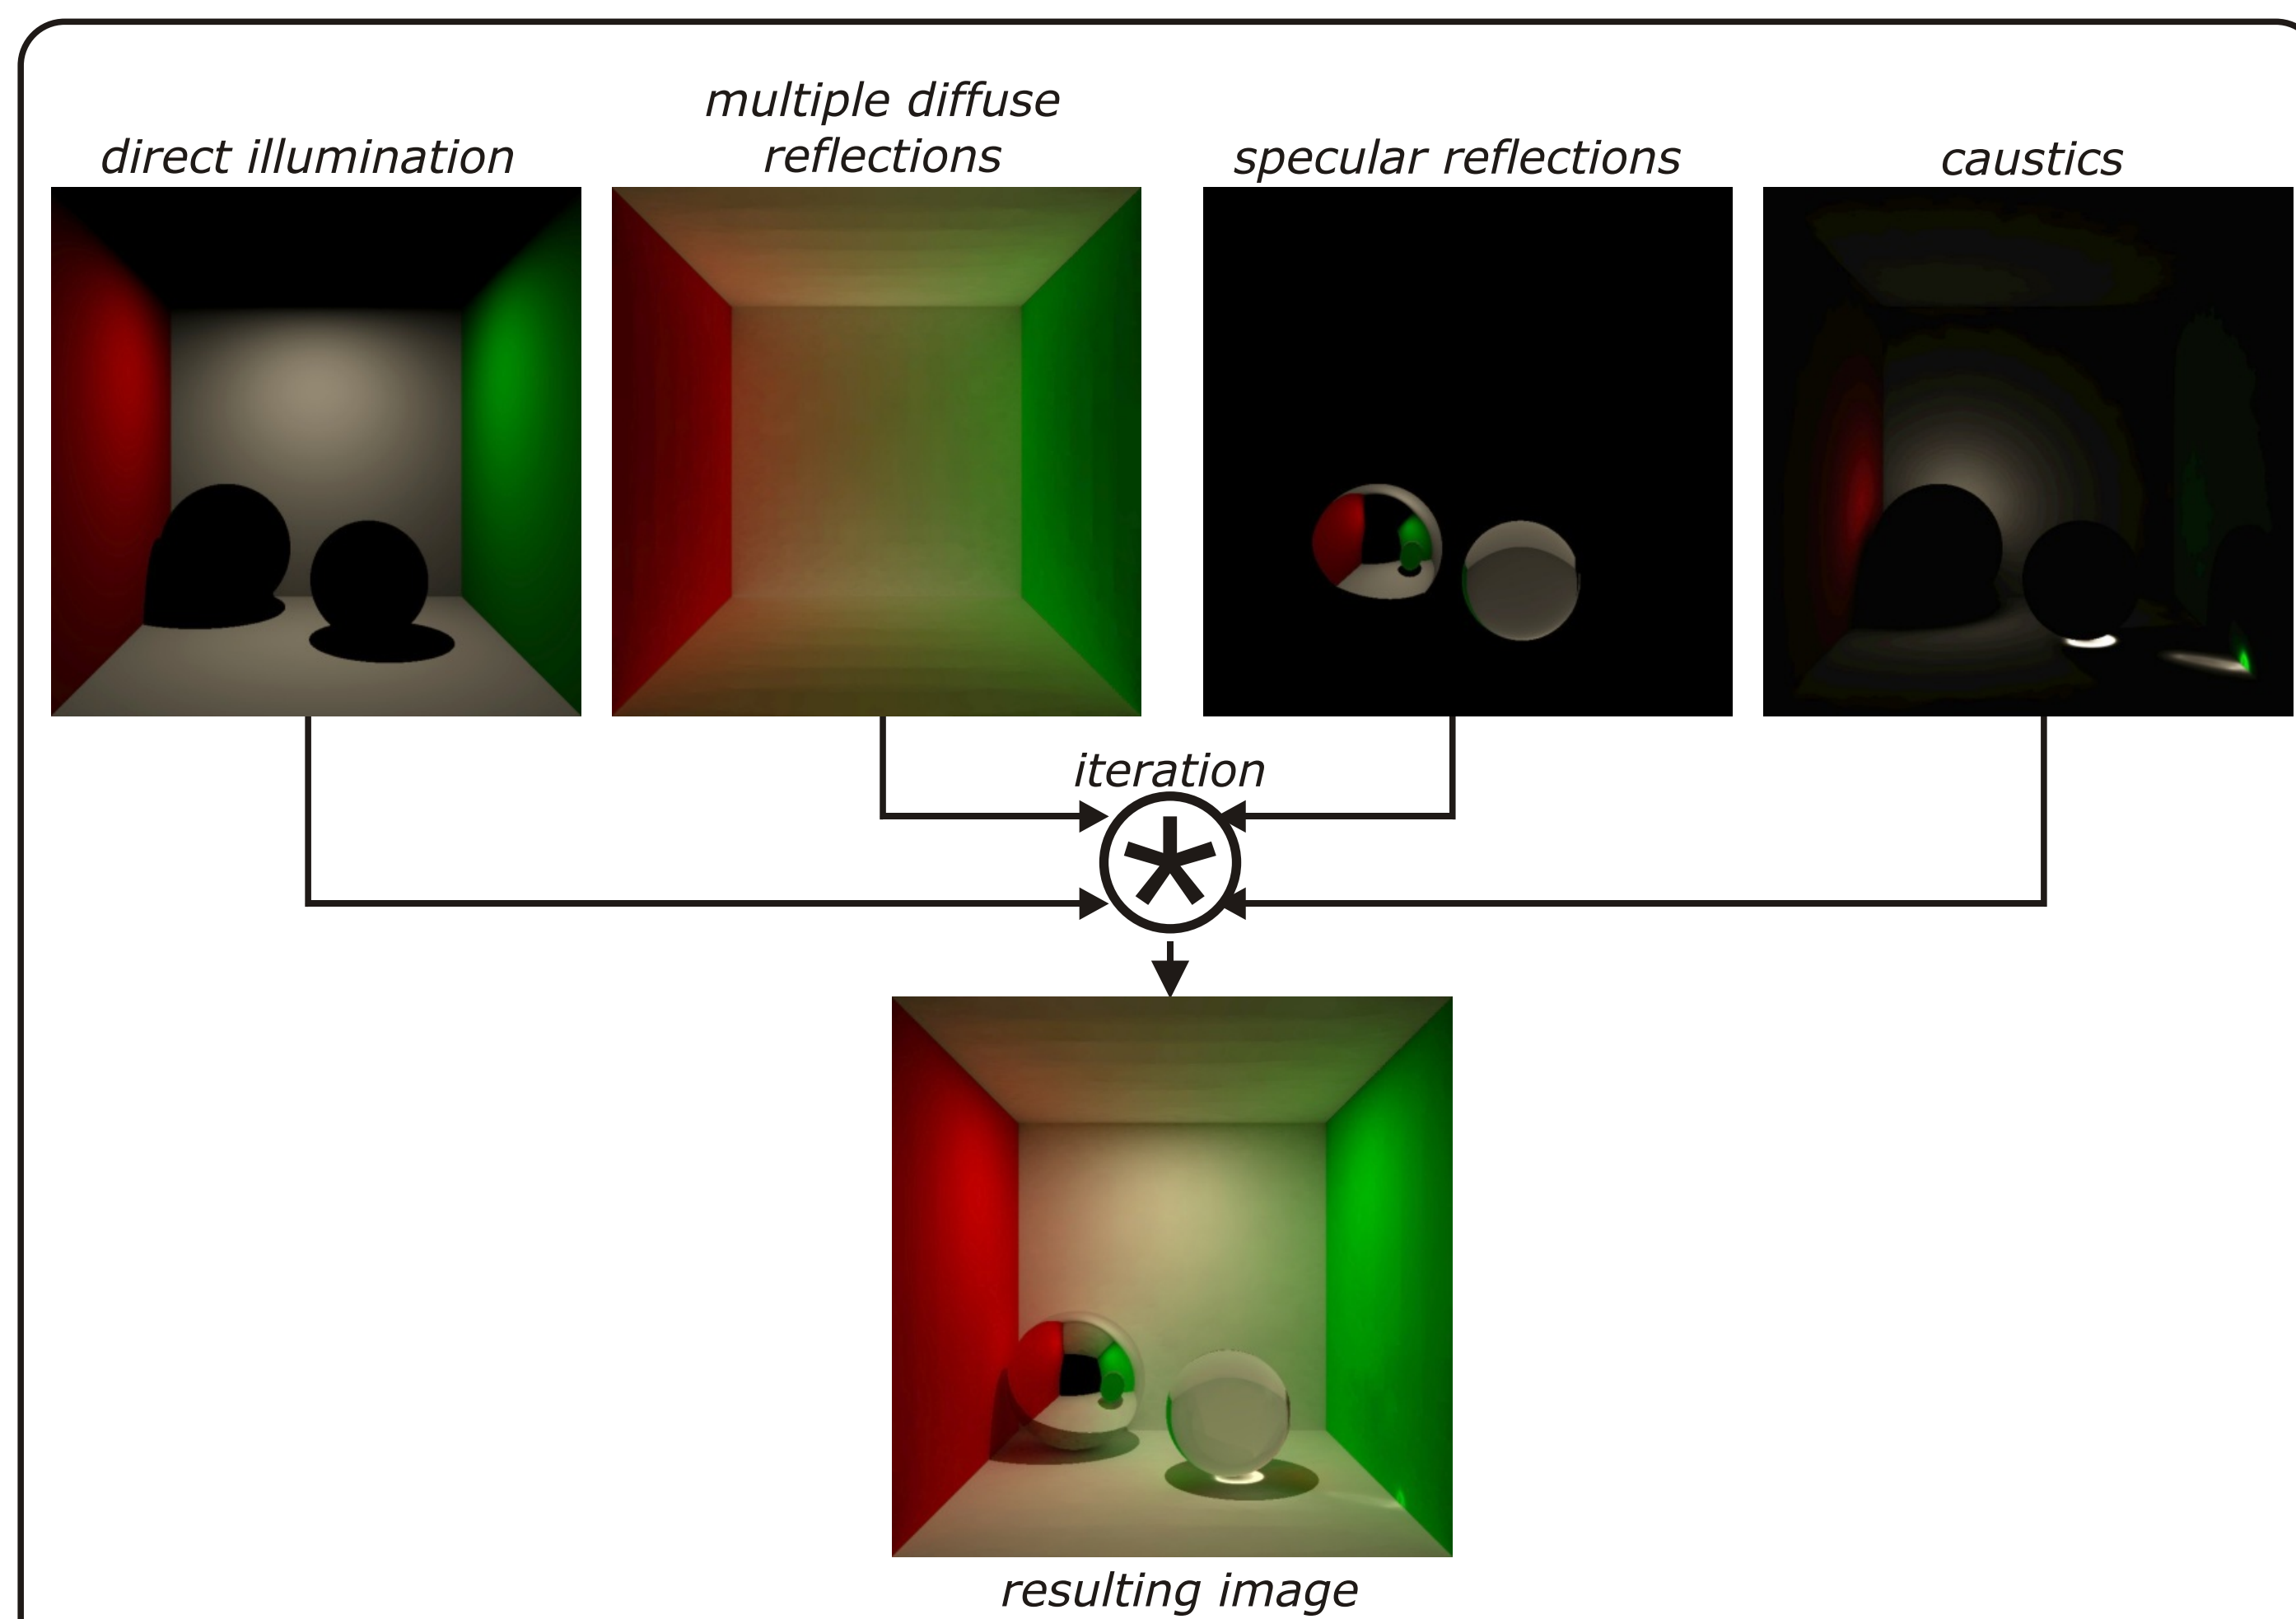 direct illumination
multiple diffuse
reflections
specular reflections
caustics
iteration
*
resulting image